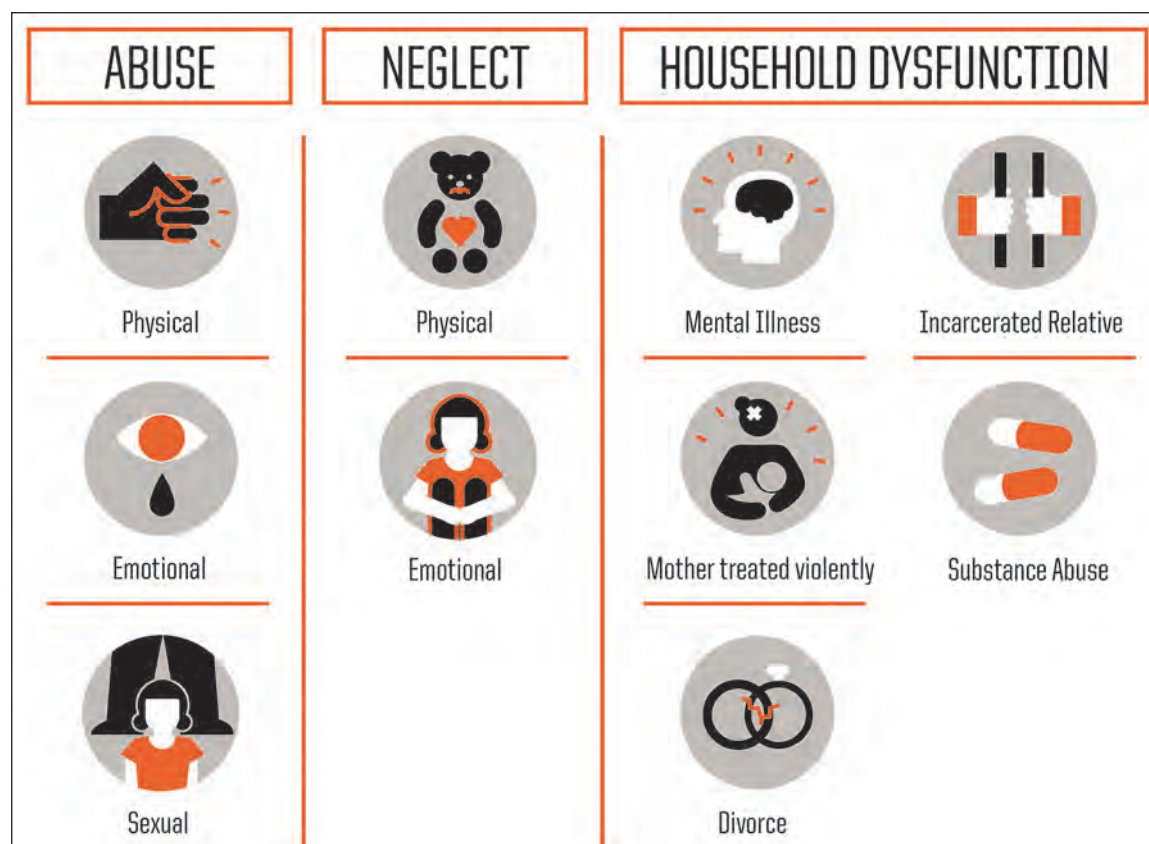 ABUSE
Physical
Emotional
Sexual
NEGLECT
Physical
Emotional
HOUSEHOLD DYSFUNCTION
Mental Illness
Incarcerated Relative
Mother treated violently
Substance Abuse
Divorce